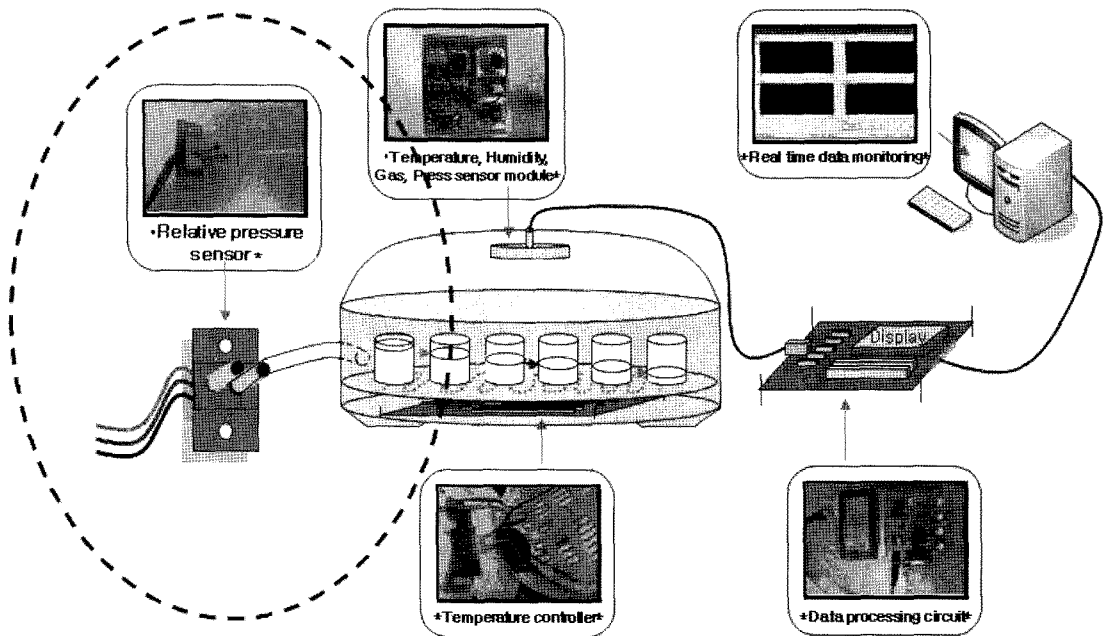 •Temperature, Humidity,
Gas, Press sensor module*
*Real time data monitoring*
•Relative pressure
sensor*
Display
*Temperature controller*
*Data processing circuit*